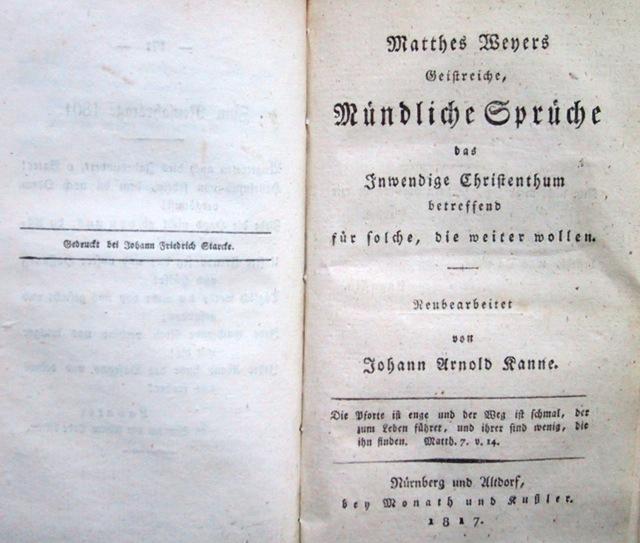 Gedruckt bei Johann Friedrich Starcke.
Matthes Weyers
Geistreiche,
Mündliche Sprüche
das
Inwendige Christenthum
betreffend
für solche, die weiter wollen.
Neubearbeitet
von
Johann Arnold Kanne.
Die Pforte ist enge und der Weg ist schmal, der
zum Leben führet, und ihrer sind wenig, die
ihn finden. Matth. 7. v. 14.
Nürnberg und Altdorf,
bey Monath und Kußler.
1817.